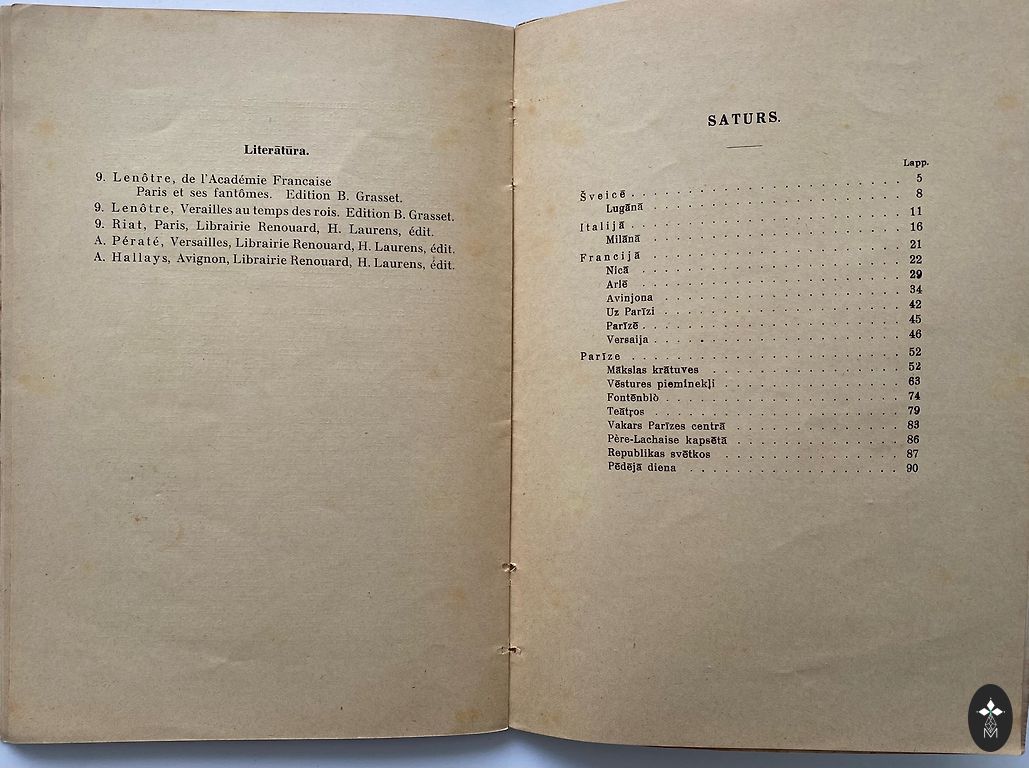 Literātūra.
9. Lenôtre, de l'Académie Francaise
Paris et ses fantômes. Edition B. Grasset.
9. Lenôtre, Verailles au temps des rois. Edition B. Grasset.
9. Riat, Paris, Librairie Renouard, H. Laurens, édit.
A. Pératé, Versailles, Librairie Renouard, H. Laurens, édit.
A. Hallays, Avignon, Librairie Renouard, H. Laurens, édit.
SATURS.
Lapp.
Šveicē . . . 5
Lugānā . . . 8
Italijā . . . 11
Milānā . . . 16
Francijā . . . 21
Nicā . . . 22
Arlē . . . 29
Avinjona . . . 34
Uz Parīzi . . . 42
Parīzē . . . 45
Versaija . . . 46
Parīze . . . 52
Mākslas krātuves . . . 52
Vēstures pieminekļi . . . 63
Fontēnblò . . . 74
Teātŗos . . . 79
Vakars Parīzes centrā . . . 83
Père-Lachaise kapsētā . . . 86
Republikas svētkos . . . 87
Pēdējā diena . . . 90
M